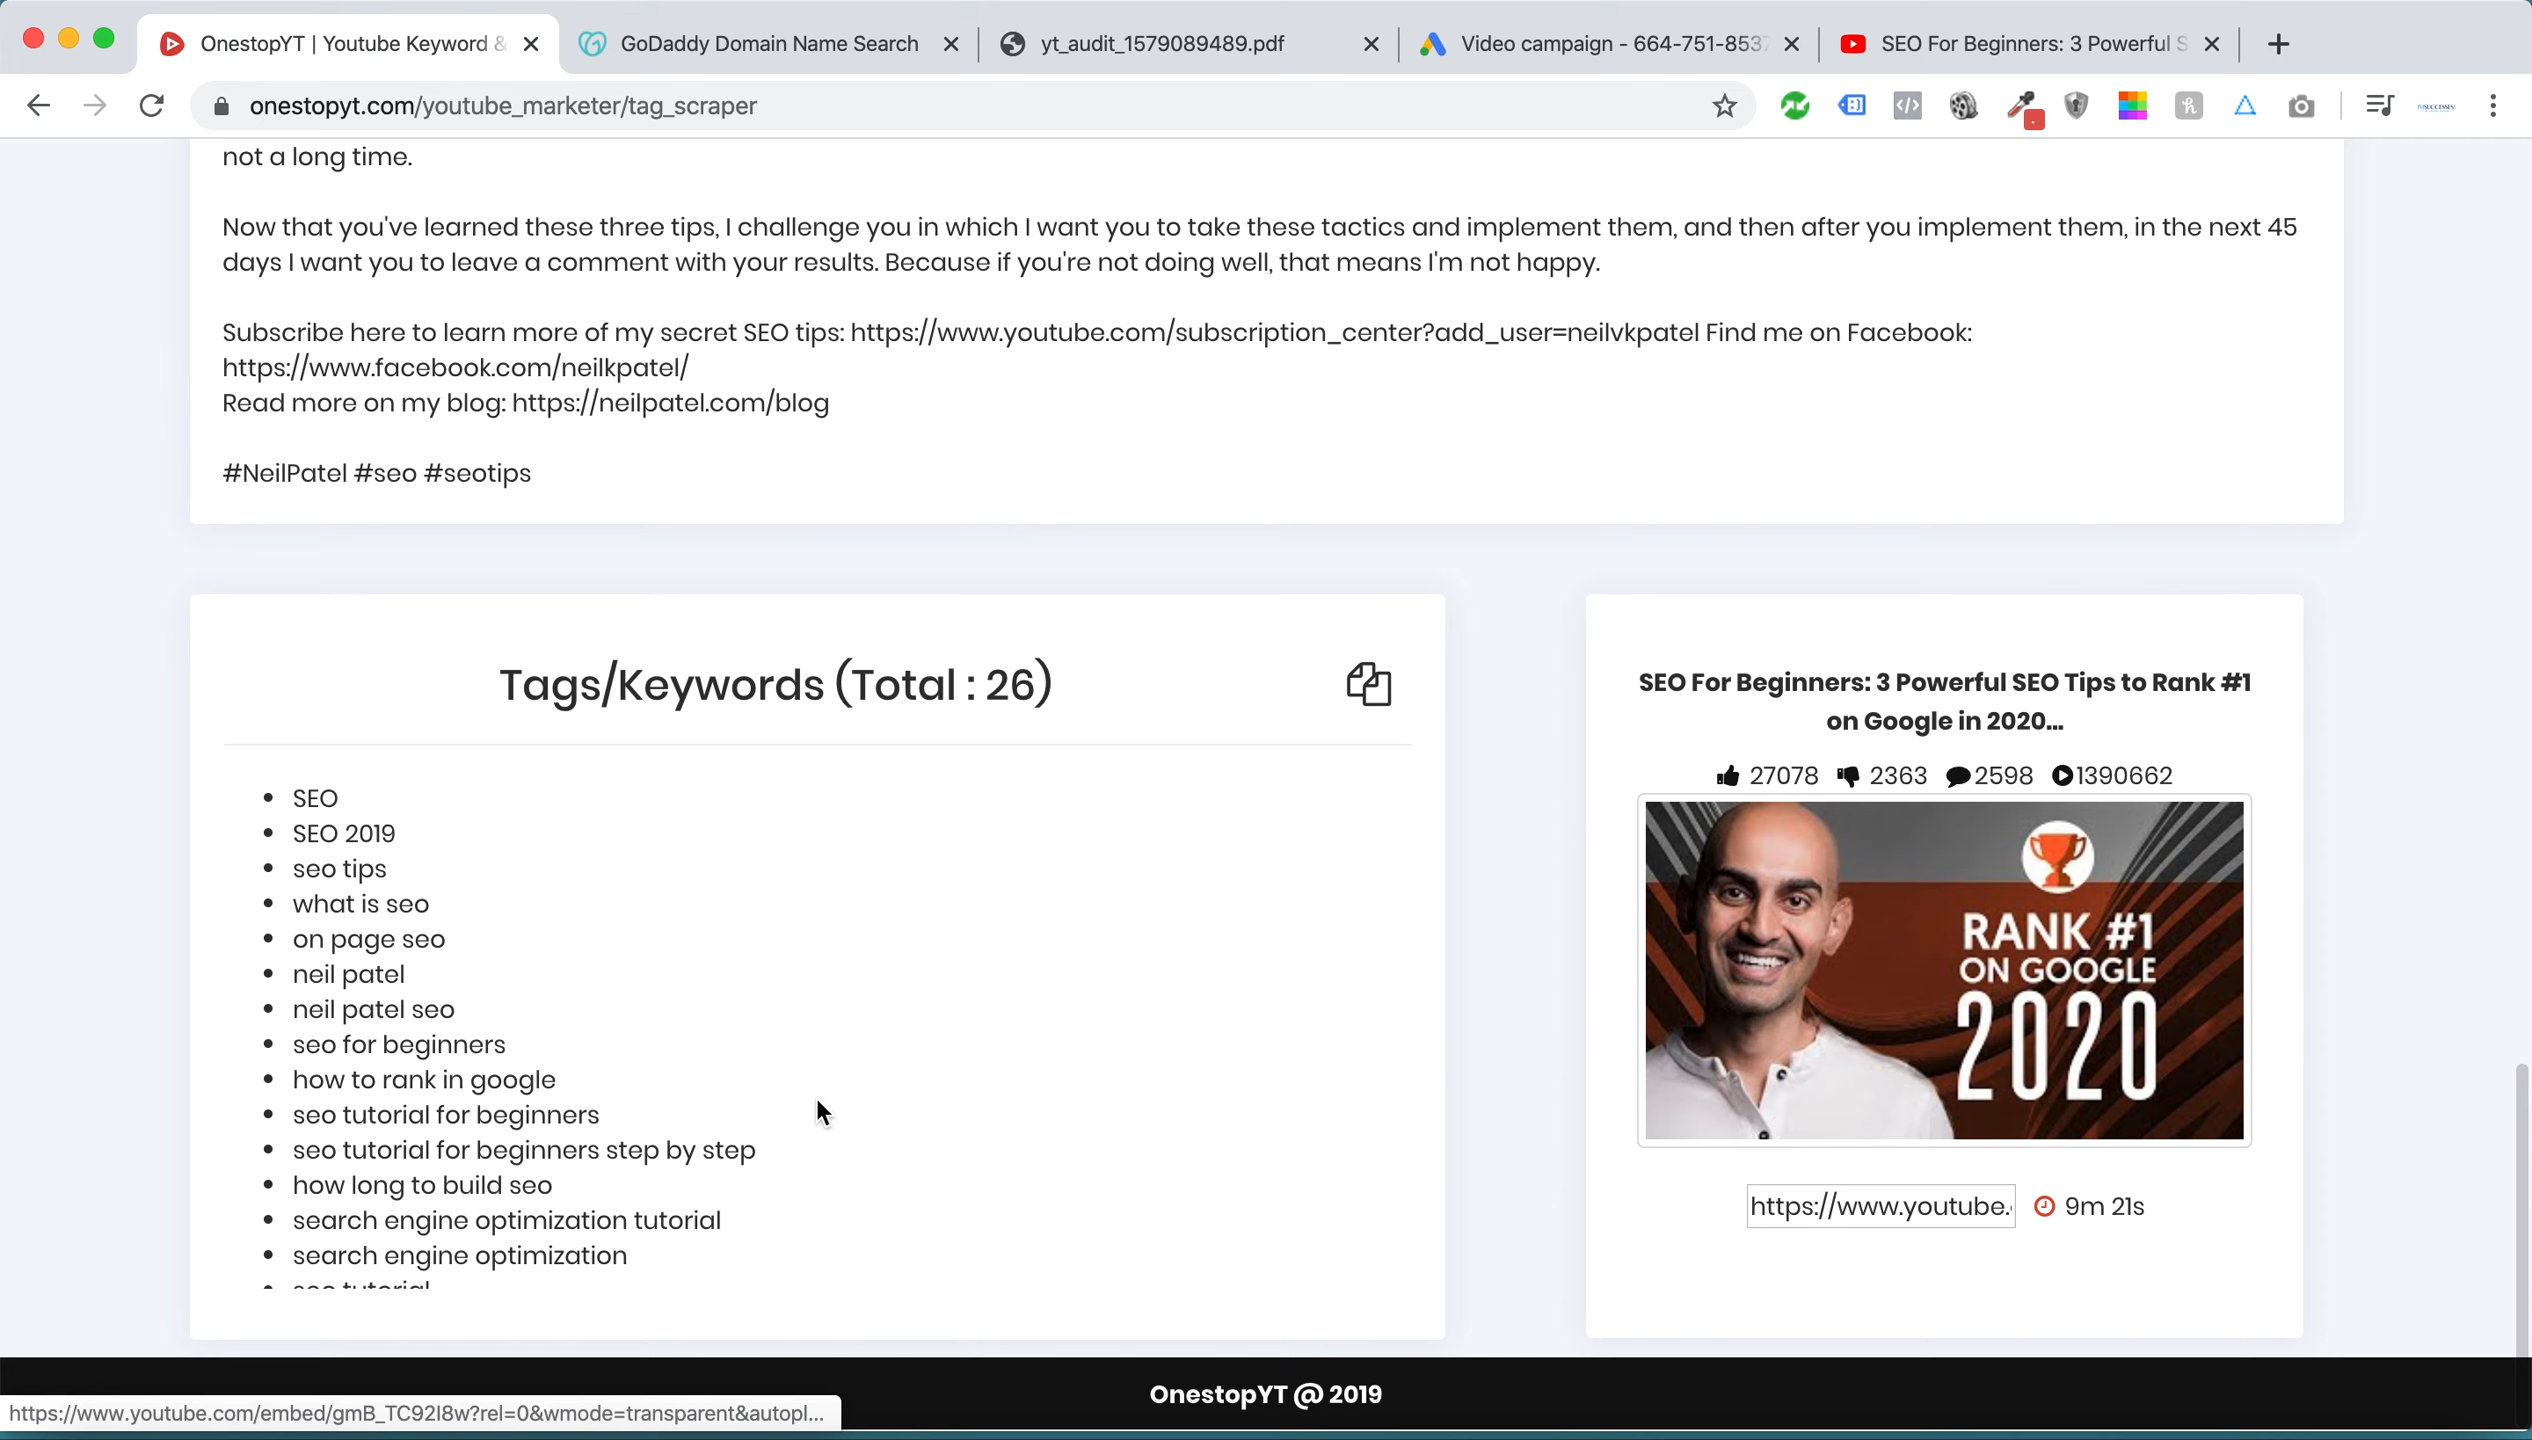 OnestopYT | Youtube Keyword &
GoDaddy Domain Name Search
yt_audit_1579089489.pdf
Video campaign - 664-751-8537
SEO For Beginners: 3 Powerful S
onestopyt.com/youtube_marketer/tag_scraper
not a long time.
Now that you've learned these three tips, I challenge you in which I want you to take these tactics and implement them, and then after you implement them, in the next 45
days I want you to leave a comment with your results. Because if you're not doing well, that means I'm not happy.
Subscribe here to learn more of my secret SEO tips: https://www.youtube.com/subscription_center?add_user=neilvkpatel Find me on Facebook:
https://www.facebook.com/neilkpatel/
Read more on my blog: https://neilpatel.com/blog
#NeilPatel #seo #seotips
Tags/Keywords (Total : 26)
SEO
SEO 2019
seo tips
what is seo
on page seo
neil patel
neil patel seo
seo for beginners
how to rank in google
seo tutorial for beginners
seo tutorial for beginners step by step
how long to build seo
search engine optimization tutorial
search engine optimization
seo tutorial
SEO For Beginners: 3 Powerful SEO Tips to Rank #1
on Google in 2020...
27078 2363 2598 1390662
RANK #1
ON GOOGLE
2020
https://www.youtube.
9m 21s
OnestopYT @ 2019
https://www.youtube.com/embed/gmB_TC92I8w?rel=0&wmode=transparent&autopl...